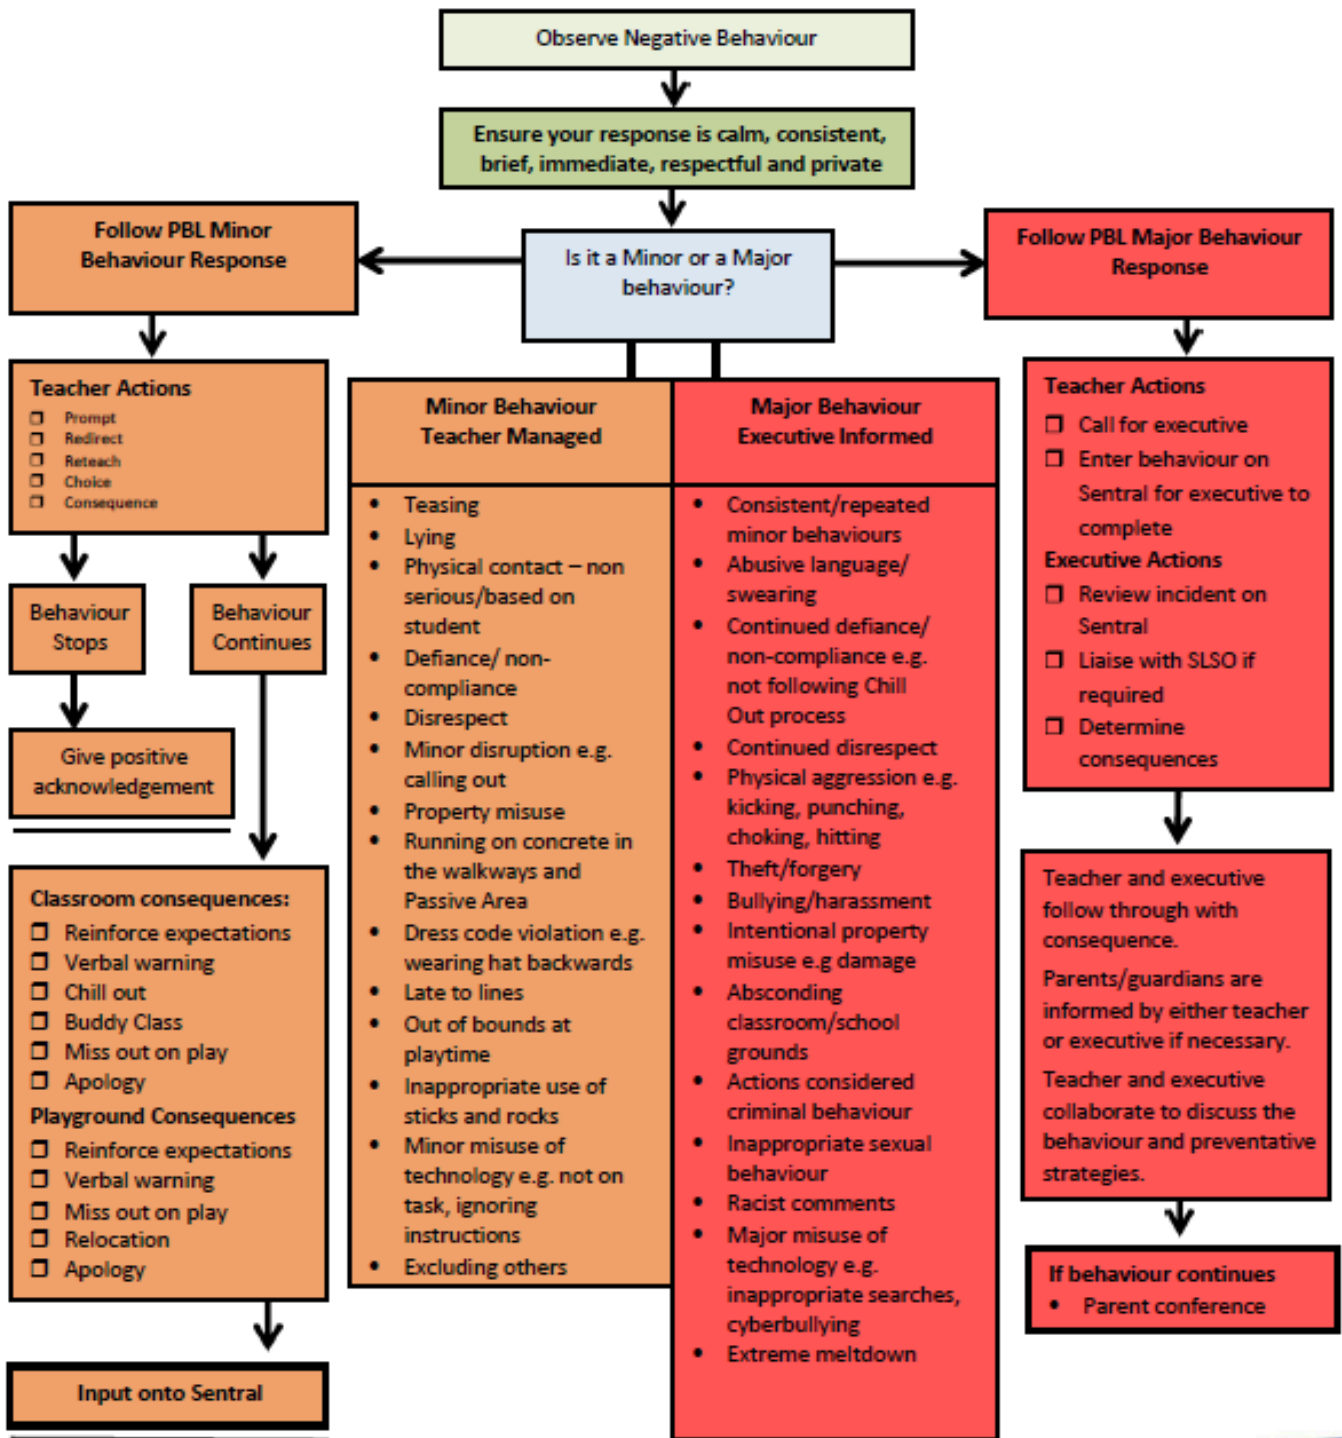 Observe Negative Behaviour
Ensure your response is calm, consistent,
brief, immediate, respectful and private
Is it a Minor or a Major
behaviour?
Follow PBL Minor
Behaviour Response
Teacher Actions
❒ Prompt
❒ Redirect
❒ Reteach
❒ Choice
❒ Consequence
Behaviour
Stops
Behaviour
Continues
Give positive
acknowledgement
Classroom consequences:
❒ Reinforce expectations
❒ Verbal warning
❒ Chill out
❒ Buddy Class
❒ Miss out on play
❒ Apology
Playground Consequences
❒ Reinforce expectations
❒ Verbal warning
❒ Miss out on play
❒ Relocation
❒ Apology
Input onto Sentral
Minor Behaviour
Teacher Managed
• Teasing
• Lying
• Physical contact – non
serious/based on
student
• Defiance/ non-
compliance
• Disrespect
• Minor disruption e.g.
calling out
• Property misuse
• Running on concrete in
the walkways and
Passive Area
• Dress code violation e.g.
wearing hat backwards
• Late to lines
• Out of bounds at
playtime
• Inappropriate use of
sticks and rocks
• Minor misuse of
technology e.g. not on
task, ignoring
instructions
• Excluding others
Major Behaviour
Executive Informed
• Consistent/repeated
minor behaviours
• Abusive language/
swearing
• Continued defiance/
non-compliance e.g.
not following Chill
Out process
• Continued disrespect
• Physical aggression e.g.
kicking, punching,
choking, hitting
• Theft/forgery
• Bullying/harassment
• Intentional property
misuse e.g damage
• Absconding
classroom/school
grounds
• Actions considered
criminal behaviour
• Inappropriate sexual
behaviour
• Racist comments
• Major misuse of
technology e.g.
inappropriate searches,
cyberbullying
• Extreme meltdown
Follow PBL Major Behaviour
Response
Teacher Actions
❒ Call for executive
❒ Enter behaviour on
Sentral for executive to
complete
Executive Actions
❒ Review incident on
Sentral
❒ Liaise with SLSO if
required
❒ Determine
consequences
Teacher and executive
follow through with
consequence.
Parents/guardians are
informed by either teacher
or executive if necessary.
Teacher and executive
collaborate to discuss the
behaviour and preventative
strategies.
If behaviour continues
• Parent conference